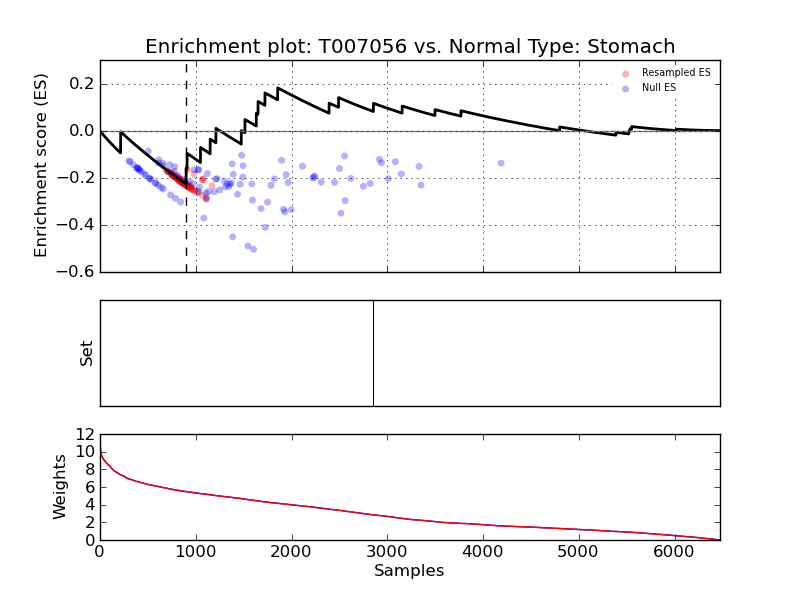 Enrichment plot: T007056 vs. Normal Type: Stomach
Enrichment score (ES)
0.2
0.0
−0.2
−0.4
−0.6
Resampled ES
Null ES
Set
Weights
12
10
8
6
4
2
0
0 1000 2000 3000 4000 5000 6000
Samples